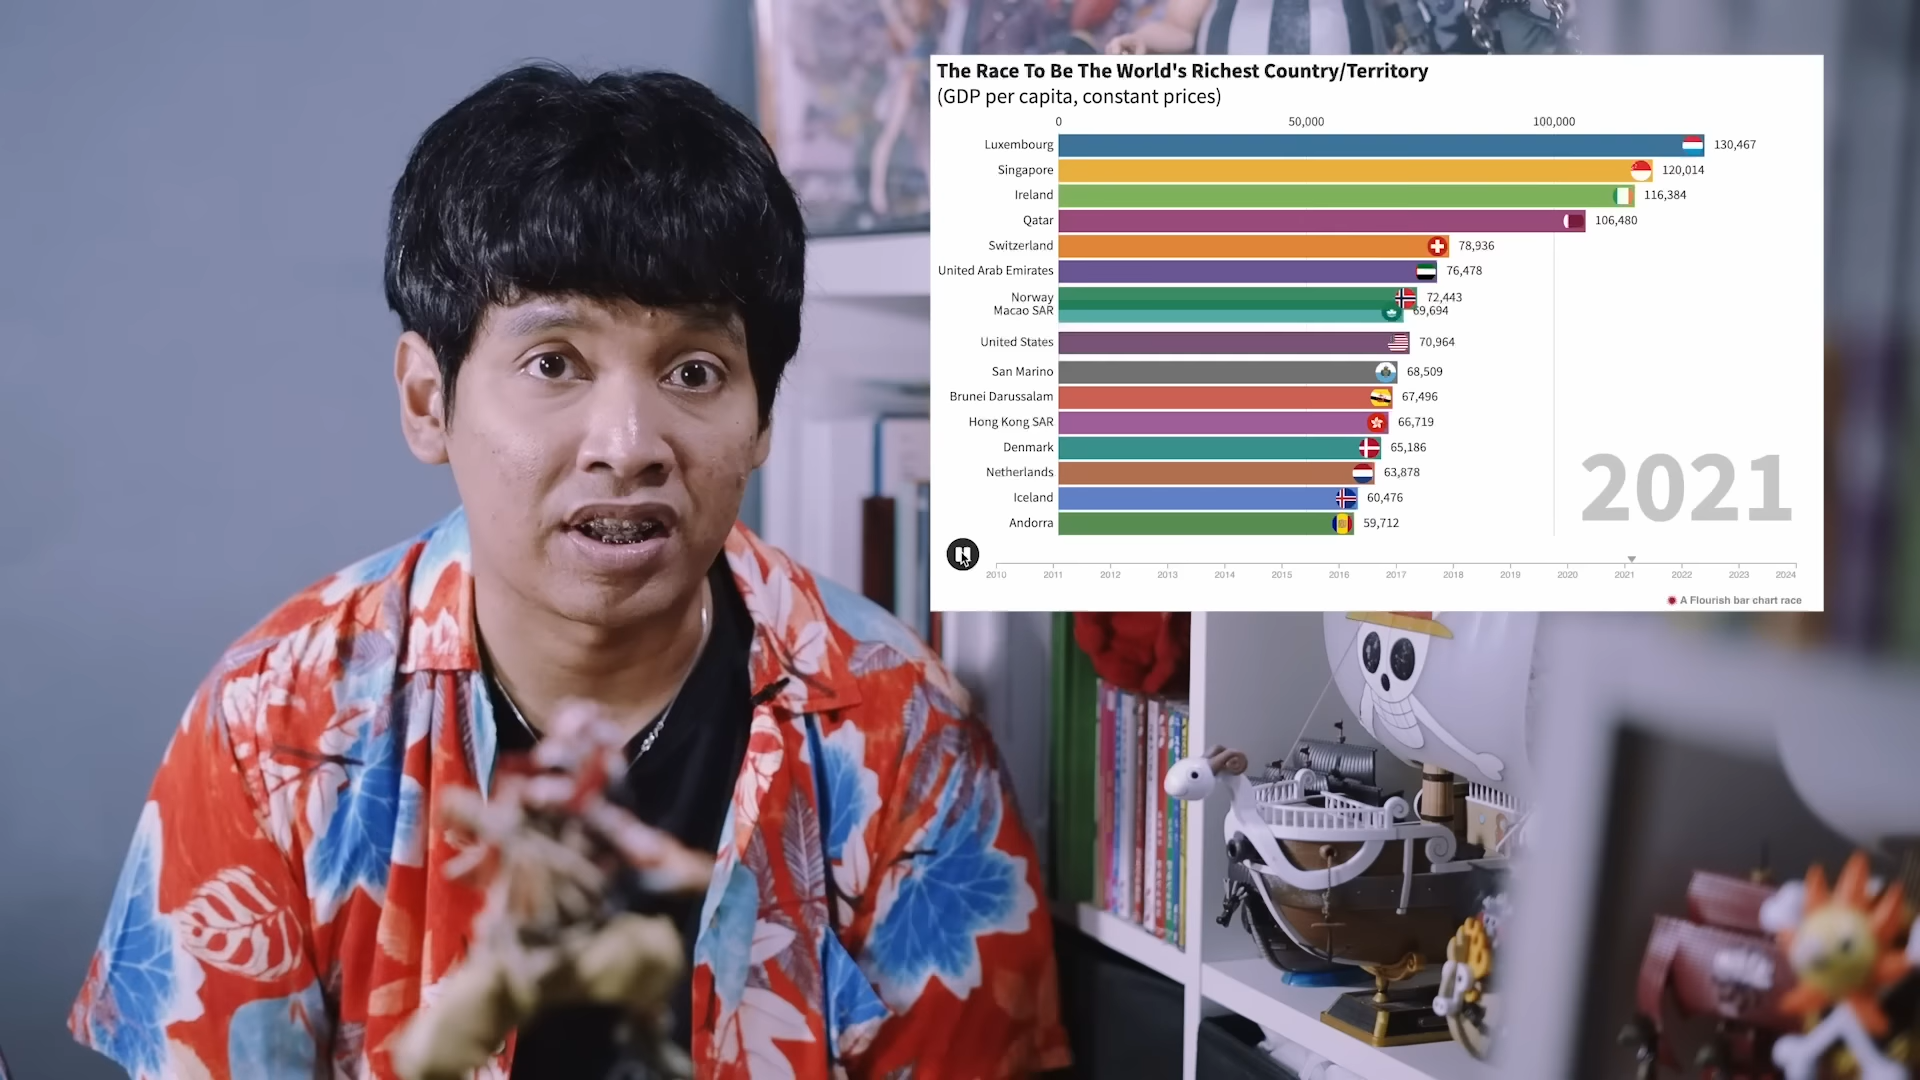 The Race To Be The World's Richest Country/Territory
(GDP per capita, constant prices)
0 50,000 100,000
Luxembourg 130,467
Singapore 120,014
Ireland 116,384
Qatar 106,480
Switzerland 78,936
United Arab Emirates 76,478
Norway 72,443
Macao SAR 69,694
United States 70,964
San Marino 68,509
Brunei Darussalam 67,496
Hong Kong SAR 66,719
Denmark 65,186
Netherlands 63,878
Iceland 60,476
Andorra 59,712
2021
2010 2011 2012 2013 2014 2015 2016 2017 2018 2019 2020 2021 2022 2023 2024
A Flourish bar chart race